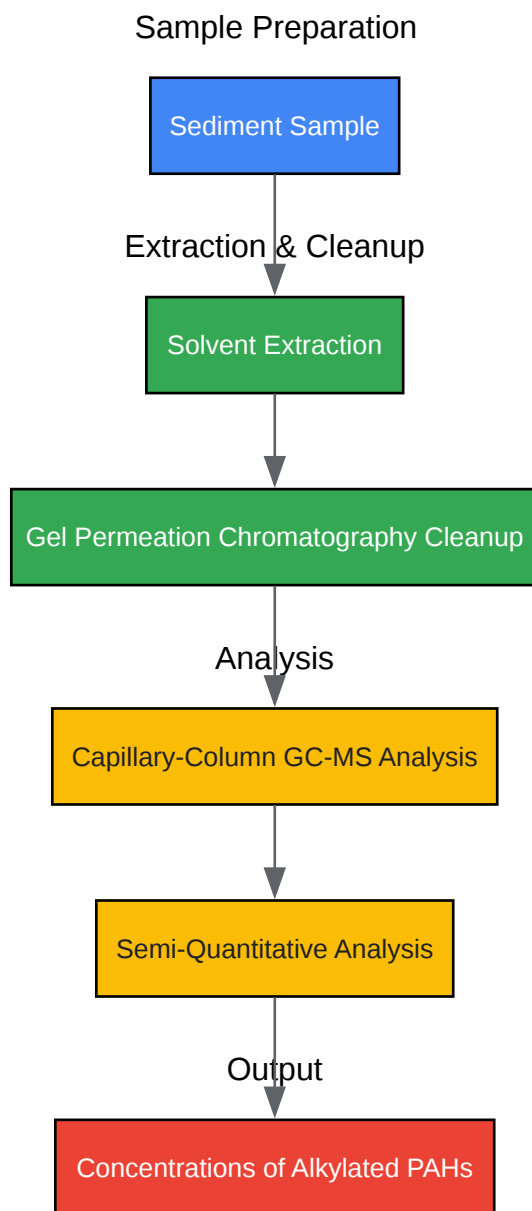 Sample Preparation
Sediment Sample
Extraction & Cleanup
Solvent Extraction
Gel Permeation Chromatography Cleanup
Analysis
Capillary-Column GC-MS Analysis
Semi-Quantitative Analysis
Output
Concentrations of Alkylated PAHs